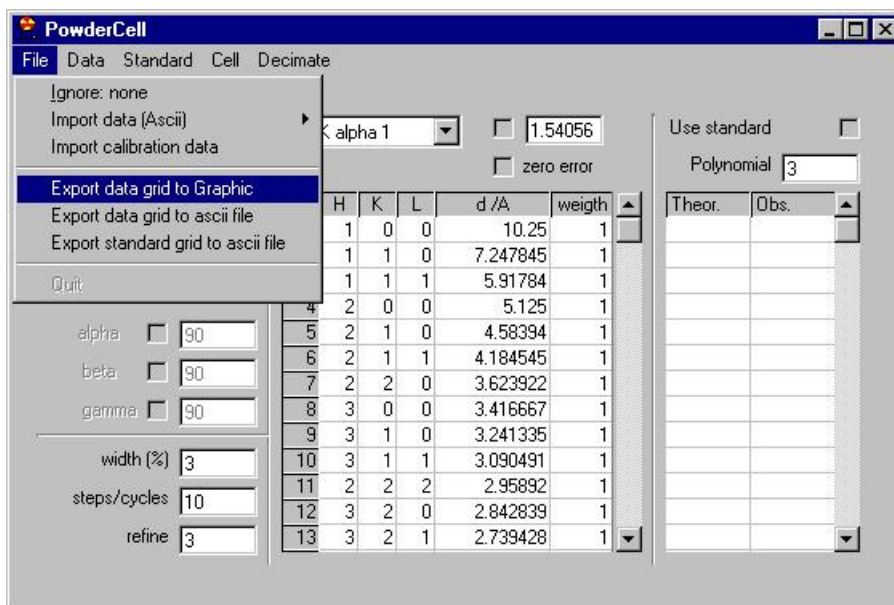 PowderCell
File Data Standard Cell Decimate
Ignore: none
Import data (Ascii)
Import calibration data
Export data grid to Graphic
Export data grid to ascii file
Export standard grid to ascii file
Quit
K alpha 1 1.54056
zero error
Use standard
Polynomial 3
H K L d /A weigth
1 0 0 10.25 1
1 1 0 7.247845 1
1 1 1 5.91784 1
4 2 0 0 5.125 1
5 2 1 0 4.58394 1
6 2 1 1 4.184545 1
7 2 2 0 3.623922 1
8 3 0 0 3.416667 1
9 3 1 0 3.241335 1
10 3 1 1 3.090491 1
11 2 2 2 2.95892 1
12 3 2 0 2.842839 1
13 3 2 1 2.739428 1
Theor. Obs.
alpha 90
beta 90
gamma 90
width (%) 3
steps/cycles 10
refine 3